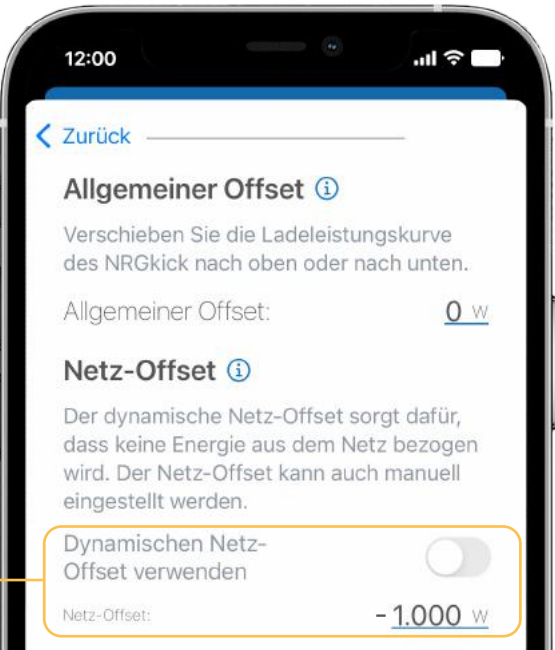 12:00
Zurück
Allgemeiner Offset
Verschieben Sie die Ladeleistungskurve
des NRGkick nach oben oder nach unten.
Allgemeiner Offset: 0 W
Netz-Offset
Der dynamische Netz-Offset sorgt dafür,
dass keine Energie aus dem Netz bezogen
wird. Der Netz-Offset kann auch manuell
eingestellt werden.
Dynamischen Netz-
Offset verwenden
Netz-Offset: - 1.000 W